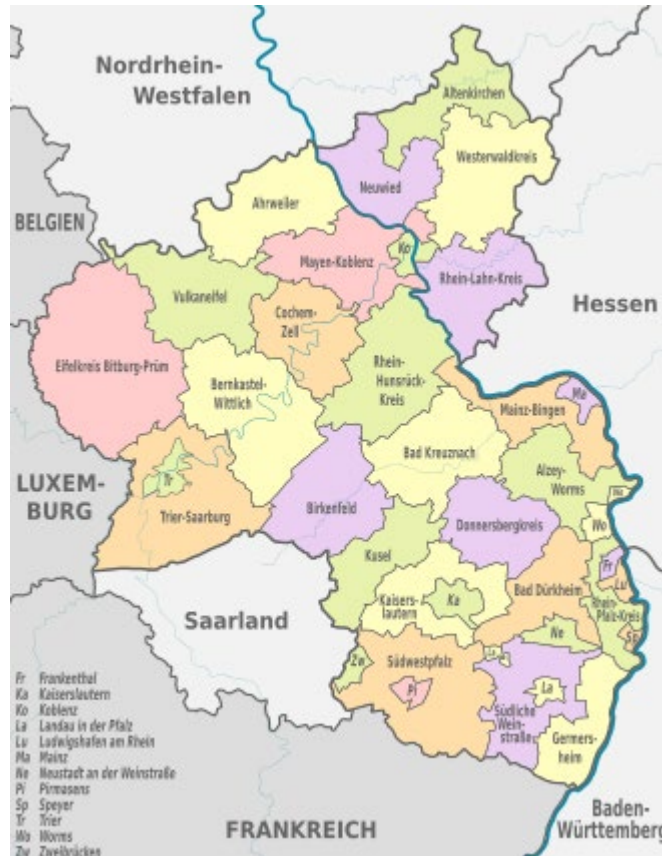 Nordrhein-
Westfalen
Altenkirchen
Westerwaldkreis
Neuwied
Ahrweiler
BELGIEN
Mayen-Koblenz
Ko
Rhein-Lahn-Kreis
Vulkaneifel
Hessen
Cochem-
Zell
Eifelkreis Bitburg-Prüm
Rhein-
Hunsrück-
Kreis
Bernkastel-
Wittlich
Ma
Mainz-Bingen
Bad Kreuznach
Alzey-
Worms
LUXEM-
BURG
Tr
Trier-Saarburg
Birkenfeld
Donnersbergkreis
Wo
Wo
Kusel
Fr
Lu
Bad Dürkheim
Kaisers-
lautern
Ka
Rhein-
Pfalz-Kreis
Saarland
Sp
Ne
Zw
Südwestpfalz
La
Pi
La
Südliche
Wein-
straße
Germers-
heim
Fr Frankenthal
Ka Kaiserslautern
Ko Koblenz
La Landau in der Pfalz
Lu Ludwigshafen am Rhein
Ma Mainz
Ne Neustadt an der Weinstraße
Pi Pirmasens
Sp Speyer
Tr Trier
Wo Worms
Zw Zweibrücken
FRANKREICH
Baden-
Württemberg